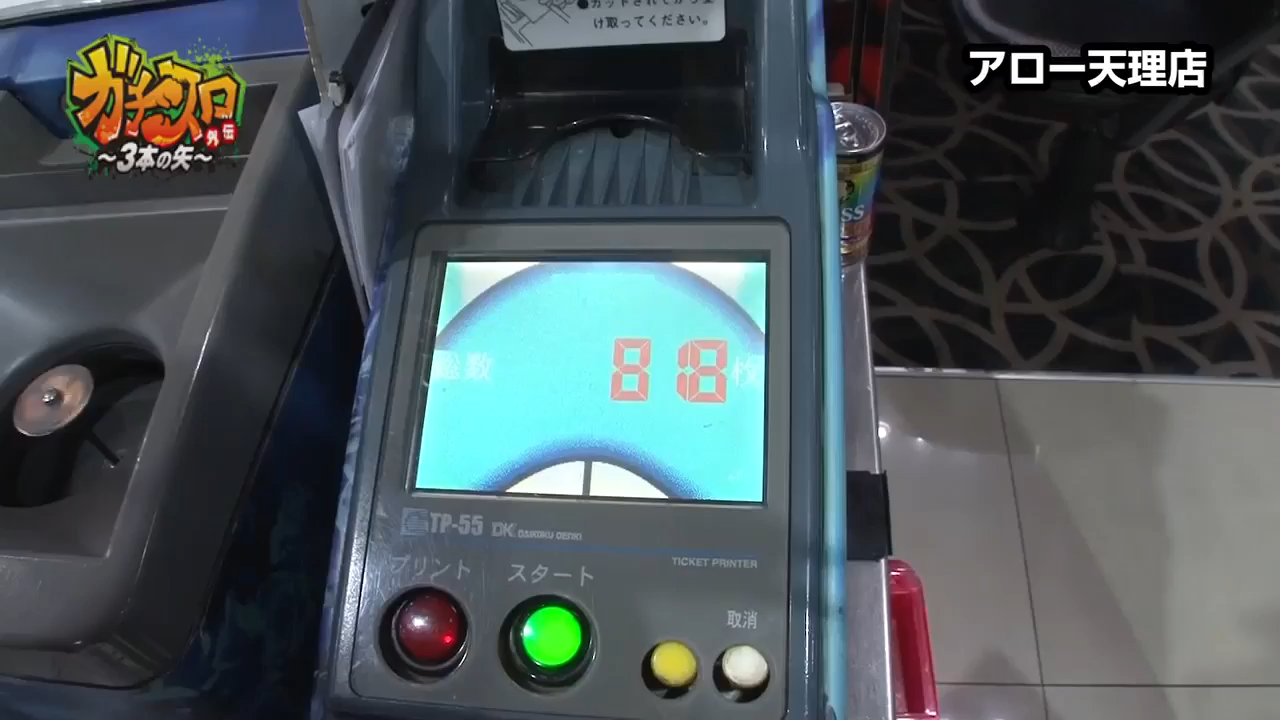 ガチスロ
外伝
～3本の矢～
アロー天理店
け取ってください。
SS
総数
TP-55 DK DAIKOKU DENKI
TICKET PRINTER
プリント スタート
取消